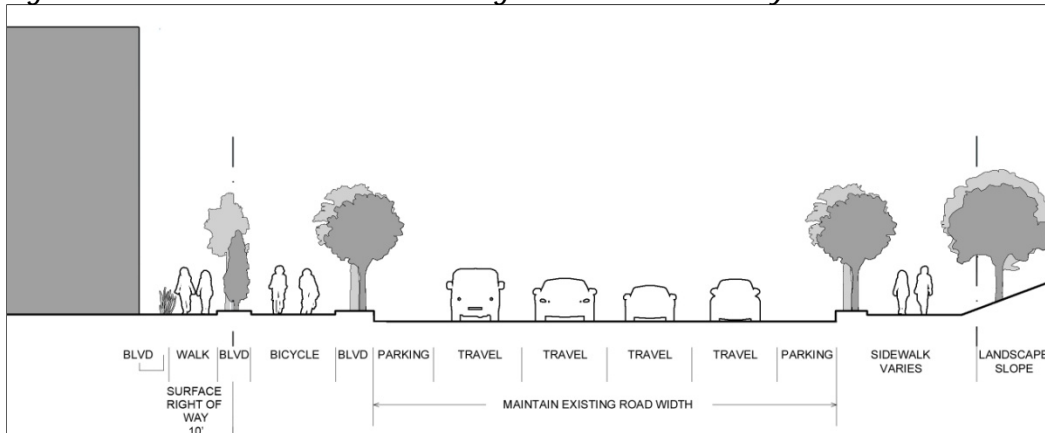 BLVD WALK BLVD BICYCLE BLVD PARKING TRAVEL TRAVEL TRAVEL TRAVEL PARKING SIDEWALK VARIES LANDSCAPE SLOPE
SURFACE
RIGHT OF
WAY
10'
MAINTAIN EXISTING ROAD WIDTH